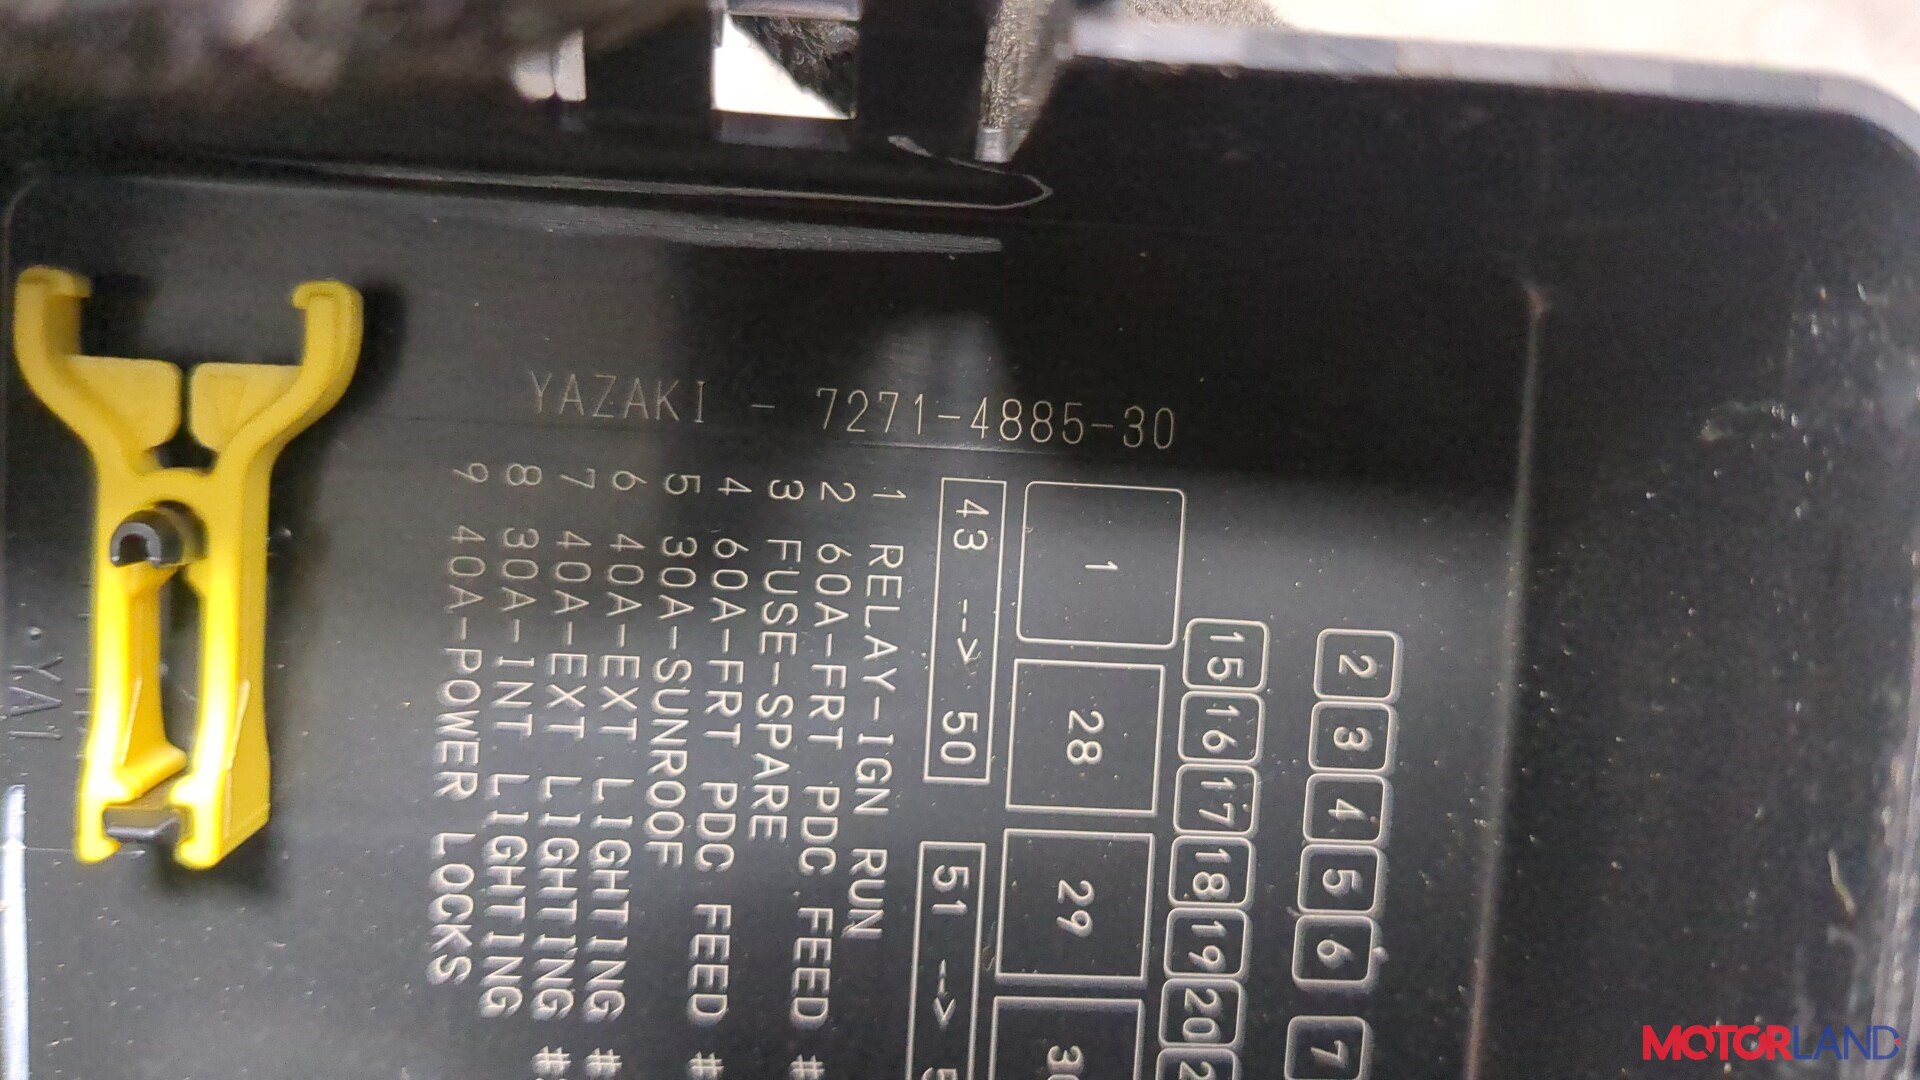 YAZAKI - 7271-4885-30
1 RELAY-IGN RUN
2 60A-FRT PDC FEED #
3 FUSE-SPARE
4 60A-FRT PDC FEED #
5 30A-SUNROOF
6 40A-EXT LIGHTING #
7 40A-EXT LIGHTING #
8 30A-INT LIGHTING
9 40A-POWER LOCKS
2 3 4 5 6 7
15 16 17 18 19 20
1 28 29
43 --> 50 51 -->
MOTORLAND